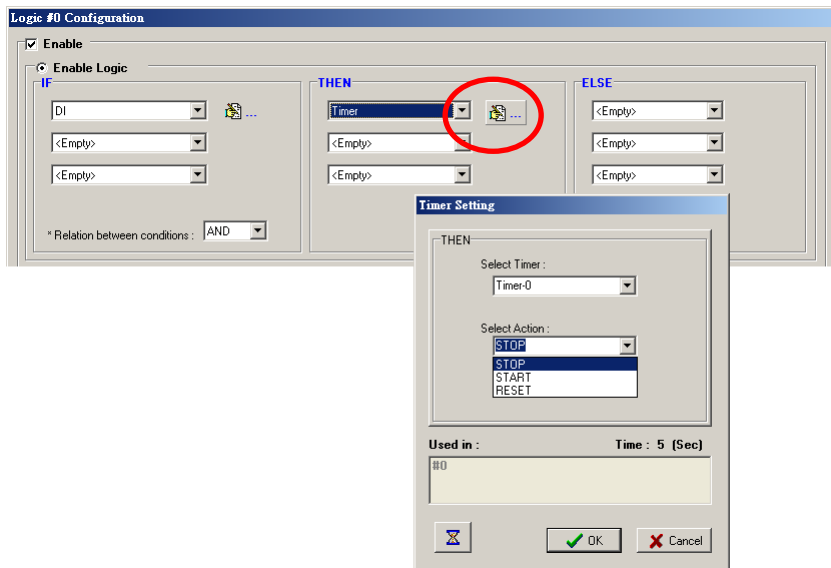 Logic #0 Configuration
Enable
Enable Logic
IF
DI
...
<Empty>
<Empty>
* Relation between conditions :
AND
THEN
Timer
...
<Empty>
<Empty>
ELSE
<Empty>
<Empty>
<Empty>
Timer Setting
THEN
Select Timer :
Timer-0
Select Action :
STOP
STOP
START
RESET
Used in :
Time : 5 (Sec)
#0
OK
Cancel